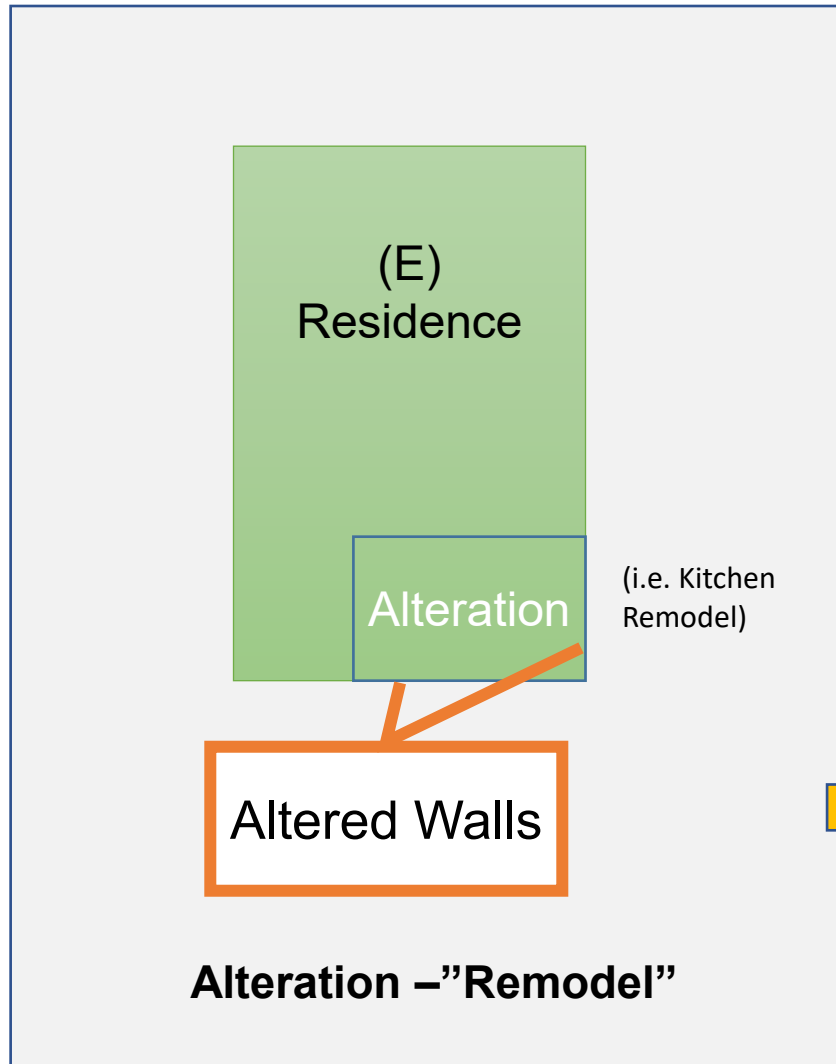 (E)
Residence
Alteration
(i.e. Kitchen
Remodel)
Altered Walls
Alteration –”Remodel”